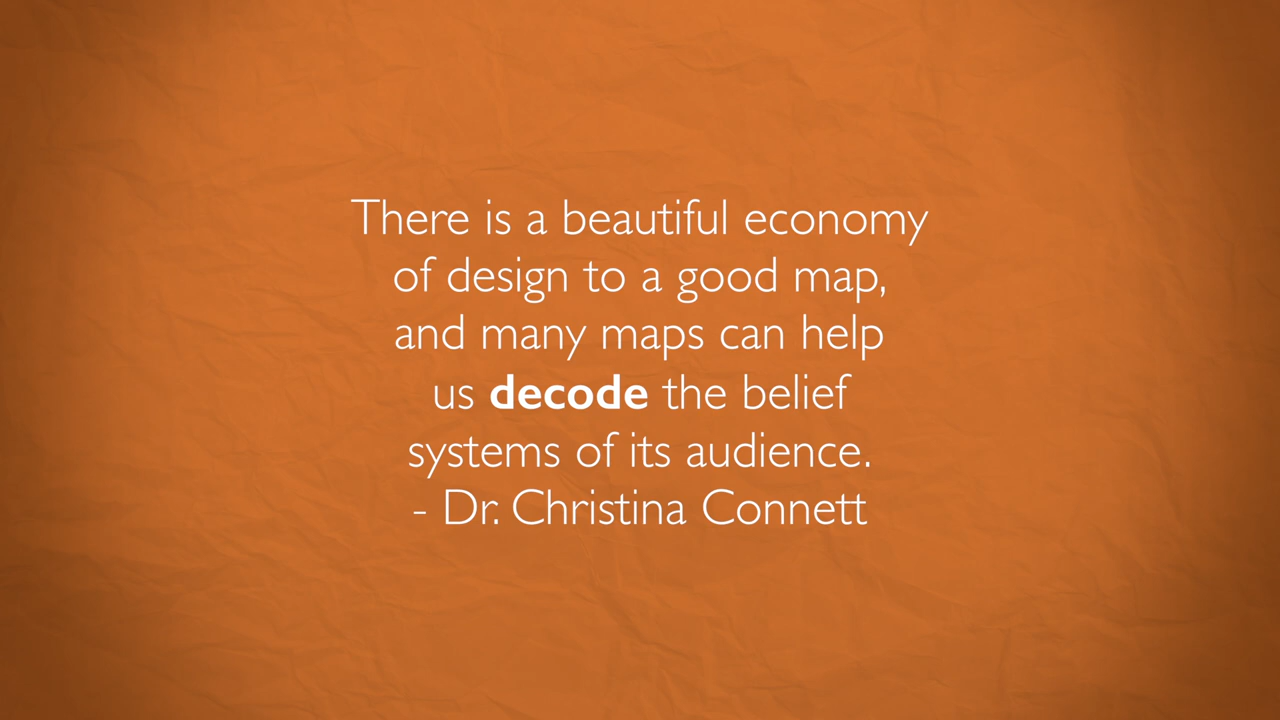 There is a beautiful economy
of design to a good map,
and many maps can help
us decode the belief
systems of its audience.
- Dr. Christina Connett